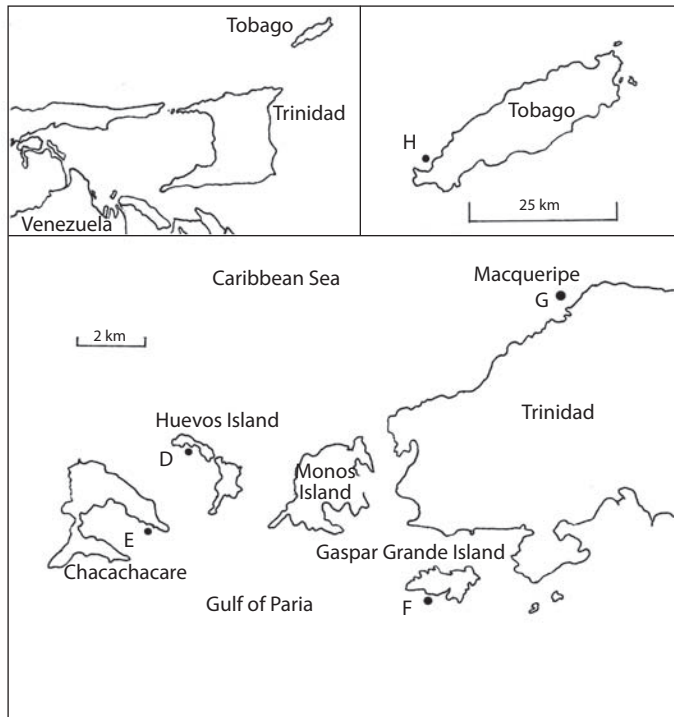 Tobago
Trinidad
Venezuela
Tobago
H
25 km
Caribbean Sea
Macqueripe
G
2 km
Trinidad
Huevos Island
D
Monos
Island
E
Gaspar Grande Island
Chacachacare
Gulf of Paria
F